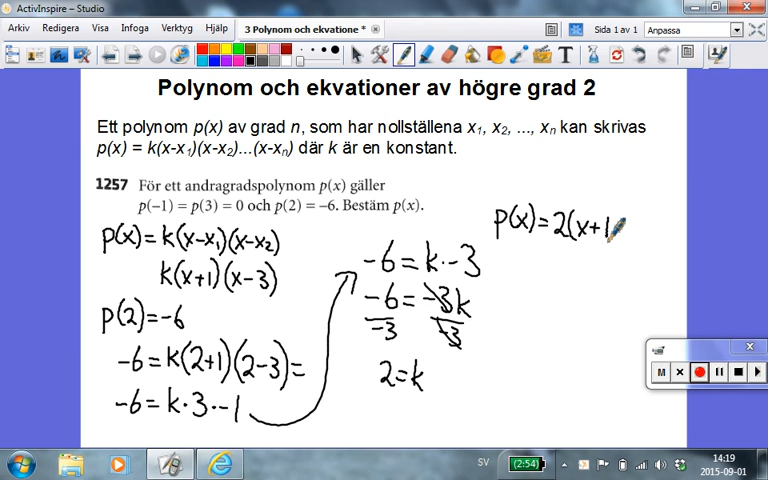 ActivInspire – Studio
Arkiv Redigera Visa Infoga Verktyg Hjälp
3 Polynom och ekvatione *
Sida 1 av 1
Anpassa
Polynom och ekvationer av högre grad 2
Ett polynom p(x) av grad n, som har nollställena x₁, x₂, ..., xₙ kan skrivas
p(x) = k(x-x₁)(x-x₂)...(x-xₙ) där k är en konstant.
1257 För ett andragradspolynom p(x) gäller
p(−1) = p(3) = 0 och p(2) = −6. Bestäm p(x).
p(x)=k(x-x₁)(x-x₂)
k(x+1)(x-3)
p(2)=-6
-6=k(2+1)(2-3)=
-6=k·3·-1
-6=k·-3
-6=-3k
-3 -3
2=k
p(x)=2(x+1
M
SV
(2:54)
14:19
2015-09-01